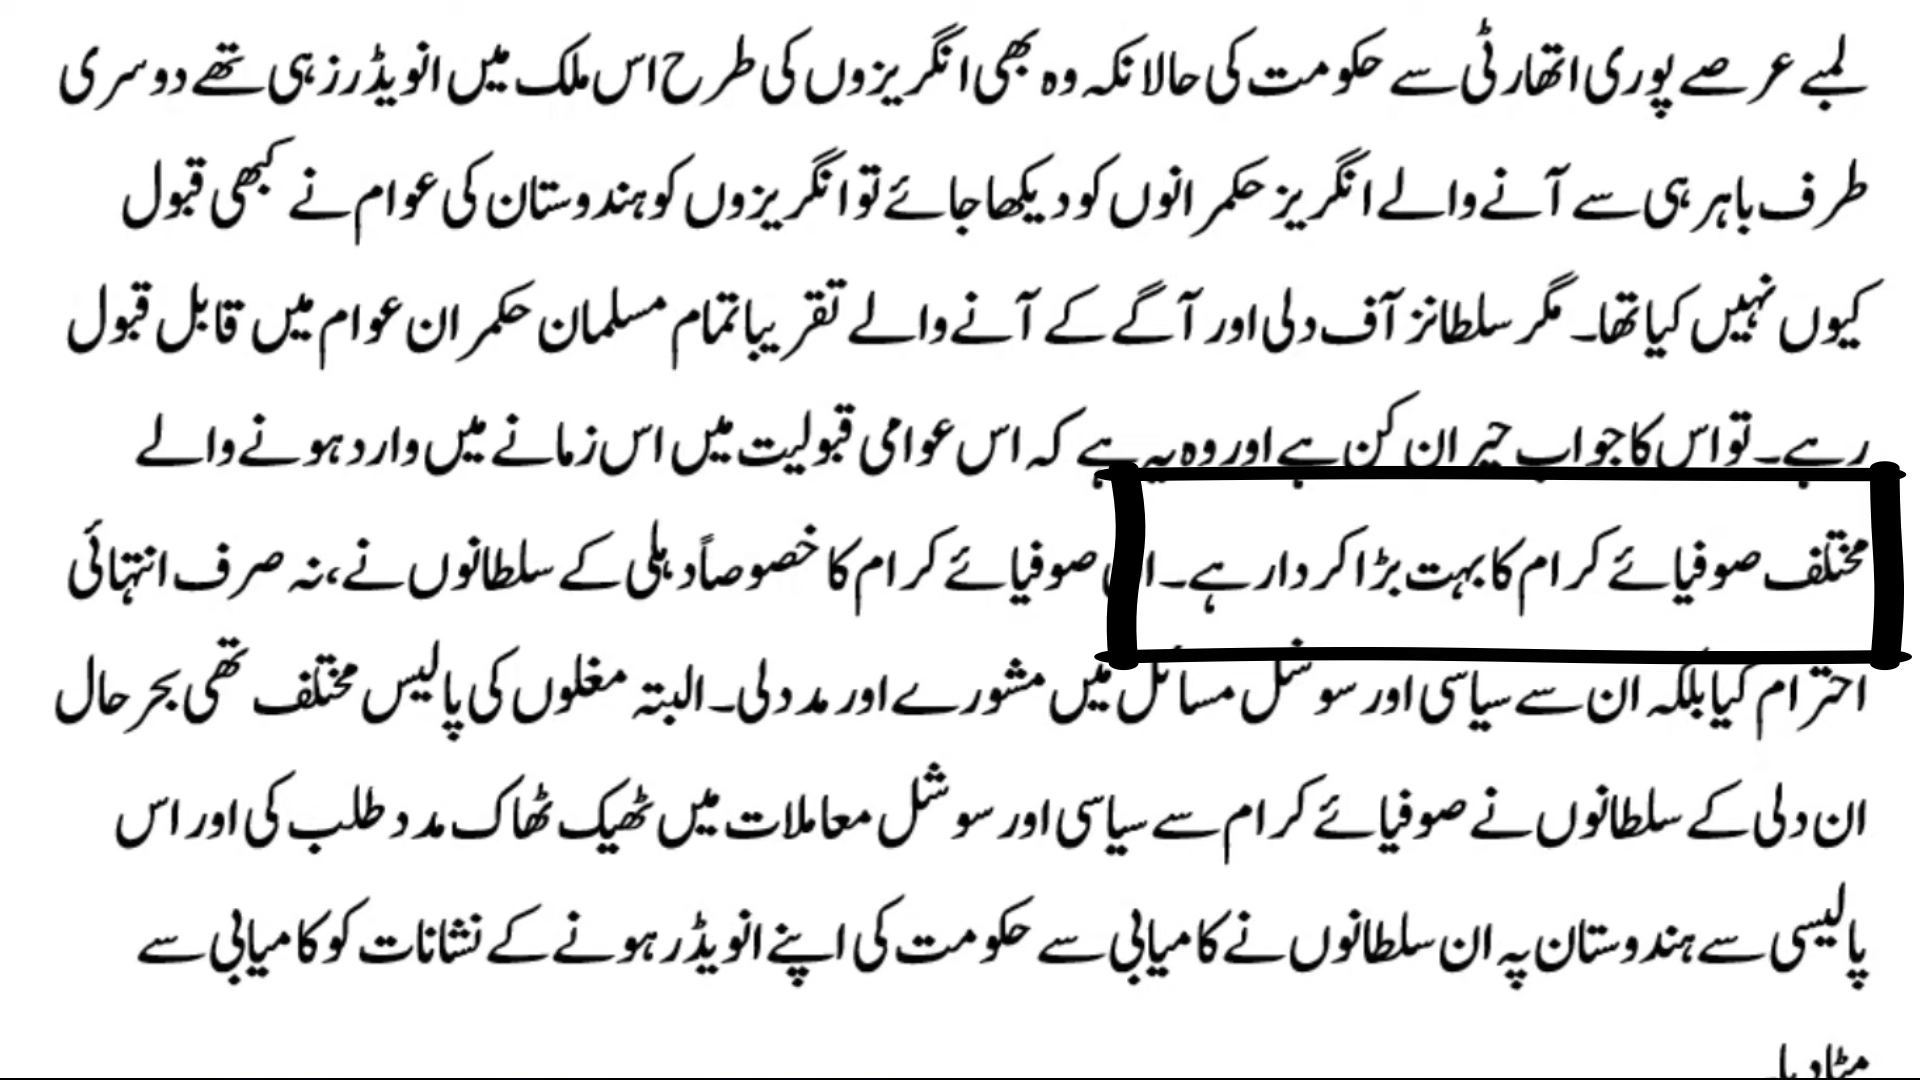 لمبے عرصے پوری اتھارٹی سے حکومت کی حالانکہ وہ بھی انگریزوں کی طرح اس ملک میں انویڈرز ہی تھے دوسری
طرف باہر ہی سے آنے والے انگریز حکمرانوں کو دیکھا جائے تو انگریزوں کو ہندوستان کی عوام نے کبھی قبول
کیوں نہیں کیا تھا۔ مگر سلطانز آف دلی اور آگے کے آنے والے تقریبا تمام مسلمان حکمران عوام میں قابل قبول
رہے۔ تو اس کا جواب حیران کن ہے اور وہ یہ ہے کہ اس عوامی قبولیت میں اس زمانے میں وارد ہونے والے
مختلف صوفیائے کرام کا بہت بڑا کردار ہے۔ صوفیائے کرام کا خصوصاً دہلی کے سلطانوں نے، نہ صرف انتہائی
احترام کیا بلکہ ان سے سیاسی اور سوشل مسائل میں مشورے اور مدد لی۔ البتہ مغلوں کی پالیس مختلف تھی بحر حال
ان دلی کے سلطانوں نے صوفیائے کرام سے سیاسی اور سوشل معاملات میں ٹھیک ٹھاک مدد طلب کی اور اس
پالیسی سے ہندوستان پہ ان سلطانوں نے کامیابی سے حکومت کی اپنے انویڈر ہونے کے نشانات کو کامیابی سے
مٹا دیا۔